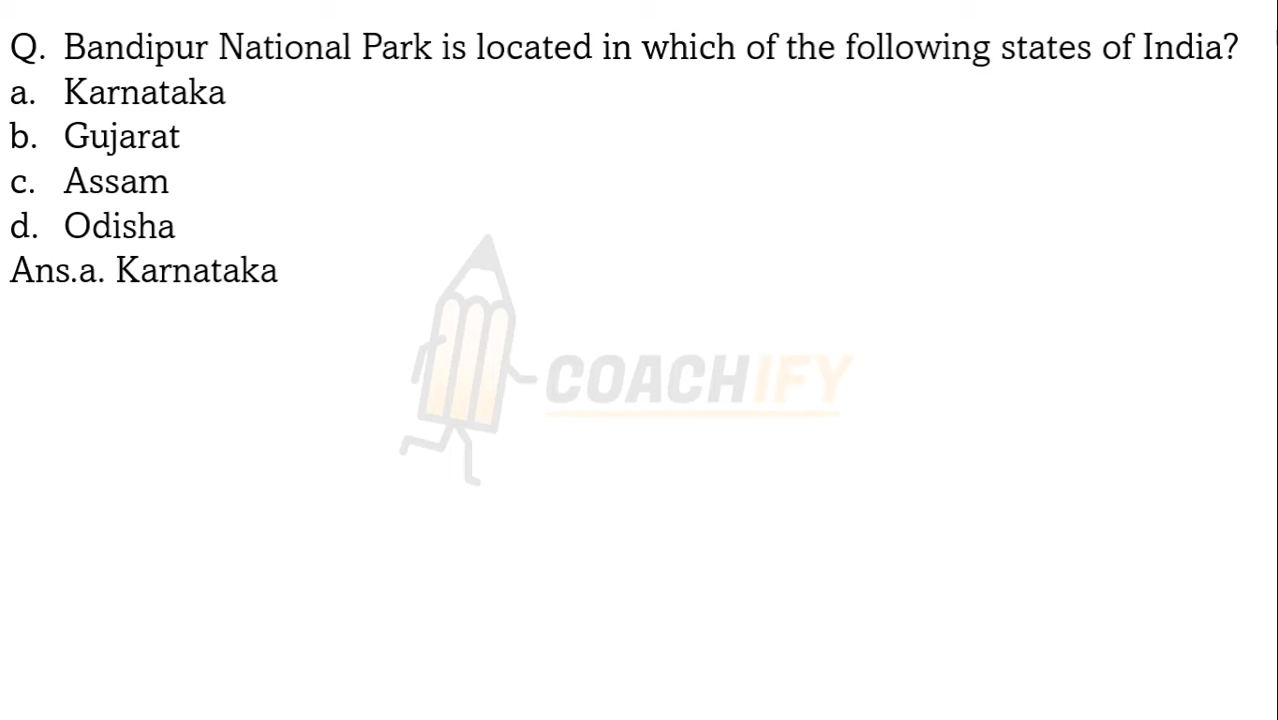 Q. Bandipur National Park is located in which of the following states of India?
a. Karnataka
b. Gujarat
c. Assam
d. Odisha
Ans.a. Karnataka
COACHIFY